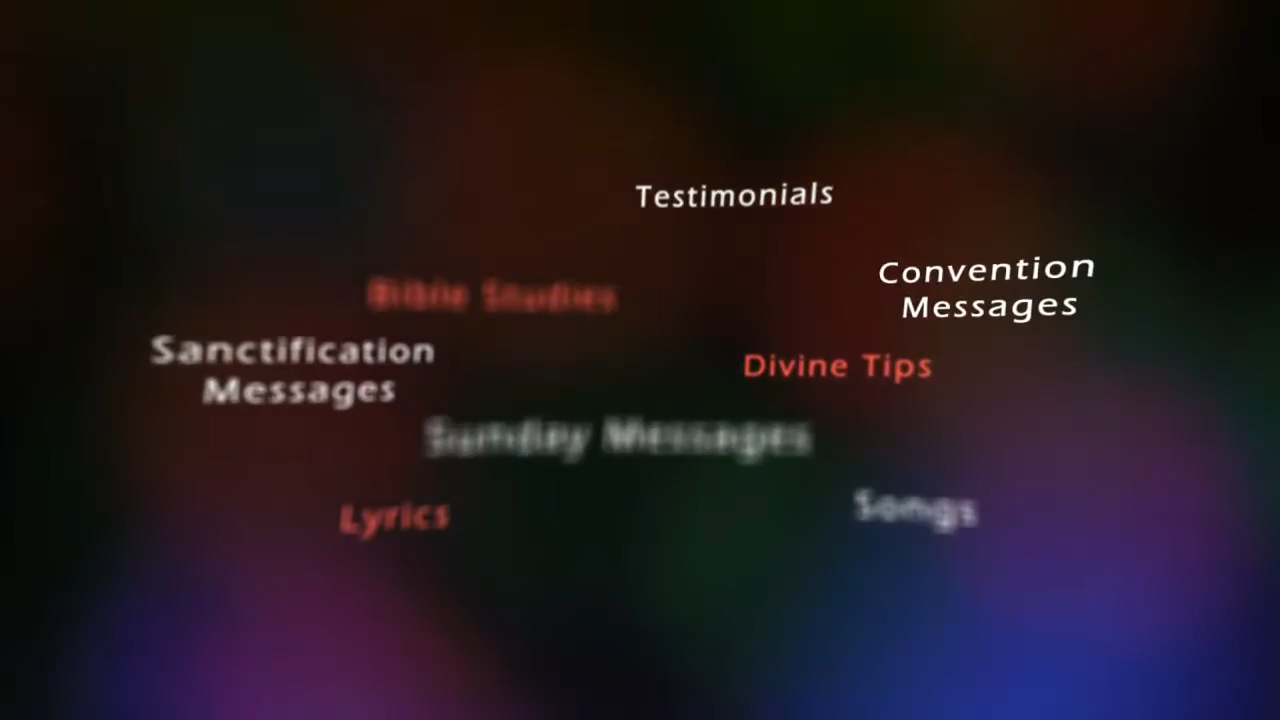 Testimonials
Convention
Messages
Bible Studies
Sanctification
Messages
Divine Tips
Sunday Messages
Lyrics
Songs